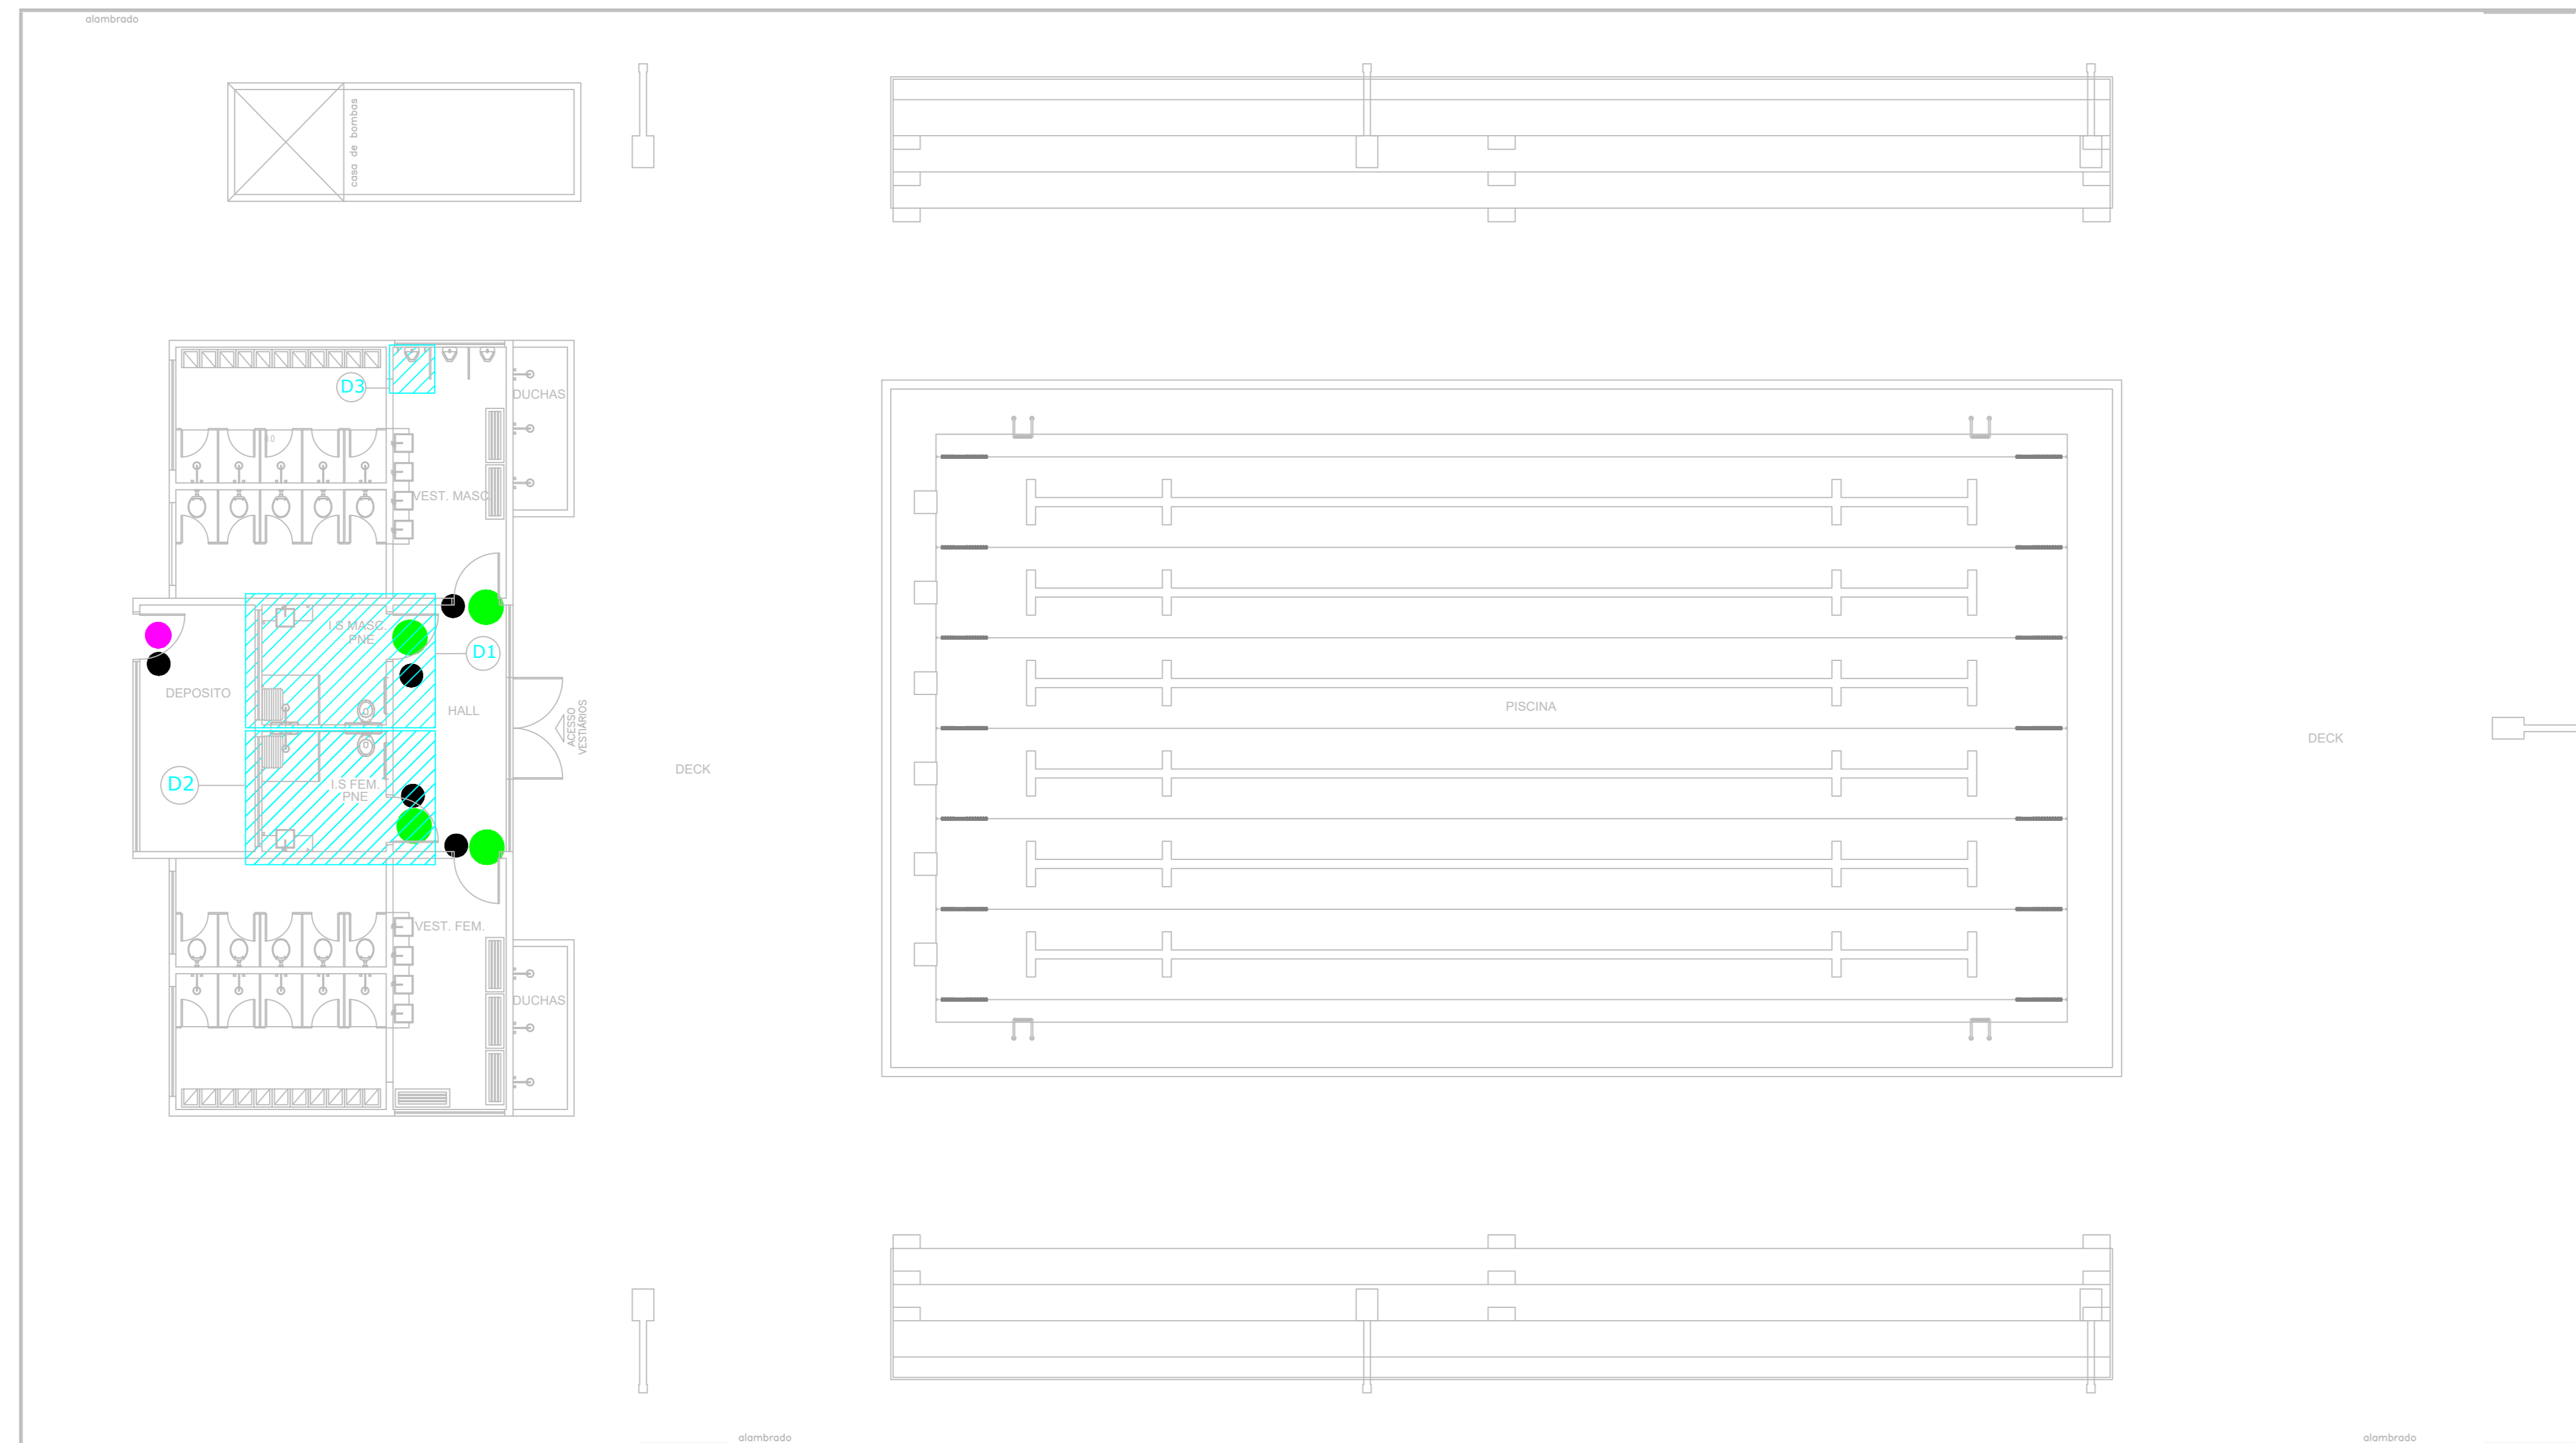 alambrado
casa de bombas
D3
DUCHAS
VEST. MASC.
I.S.MASC.
PNE
D1
DEPOSITO
HALL
ACESSO
VESTIÁRIOS
PISCINA
DECK
DECK
D2
I.S FEM.
PNE
VEST. FEM.
DUCHAS
alambrado
alambrado